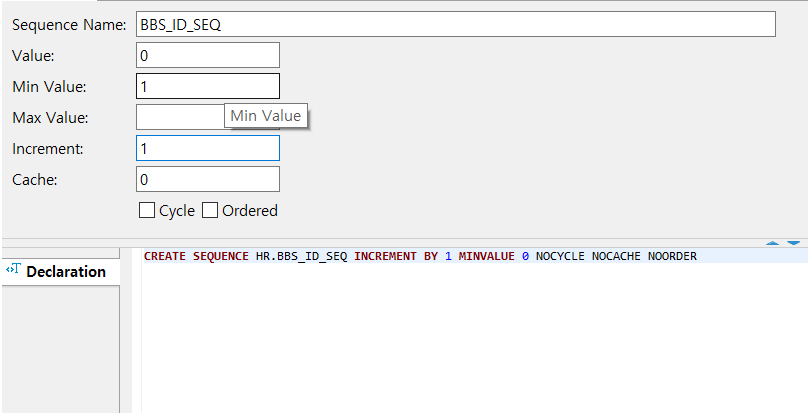 Sequence Name: BBS_ID_SEQ
Value: 0
Min Value: 1
Max Value:
Min Value
Increment: 1
Cache: 0
Cycle Ordered
Declaration
CREATE SEQUENCE HR.BBS_ID_SEQ INCREMENT BY 1 MINVALUE 0 NOCYCLE NOCACHE NOORDER